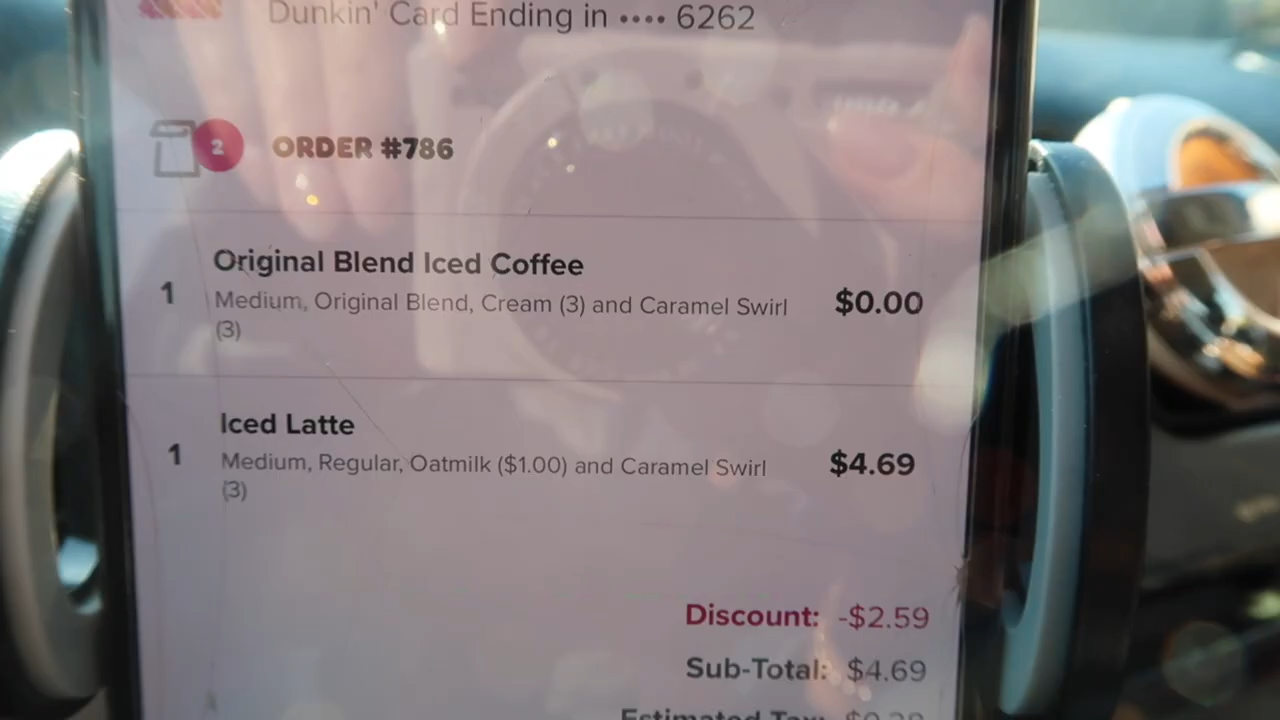 Dunkin' Card Ending in •••• 6262
2 ORDER #786
Original Blend Iced Coffee
1 Medium, Original Blend, Cream (3) and Caramel Swirl $0.00
(3)
Iced Latte
1 Medium, Regular, Oatmilk ($1.00) and Caramel Swirl $4.69
(3)
Discount: -$2.59
Sub-Total: $4.69
Estimated Tax: